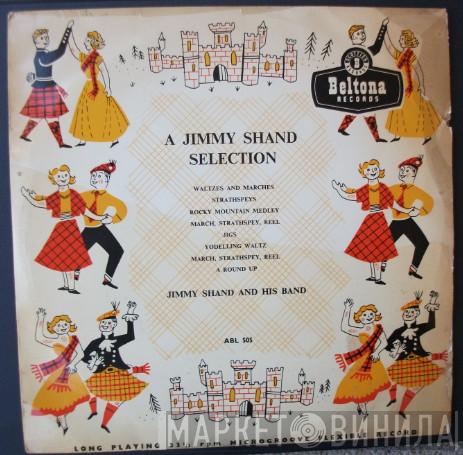 B
Beltona
RECORDS
A JIMMY SHAND
SELECTION
WALTZES AND MARCHES
STRATHSPEYS
ROCKY MOUNTAIN MEDLEY
MARCH, STRATHSPEY, REEL
JIGS
YODELLING WALTZ
MARCH, STRATHSPEY, REEL
A ROUND UP
JIMMY SHAND AND HIS BAND
ABL 505
МАРКЕТ ВИНИЛА
LONG PLAYING 33⅓ rpm MICROGROOVE FLEXIBLE RECORD